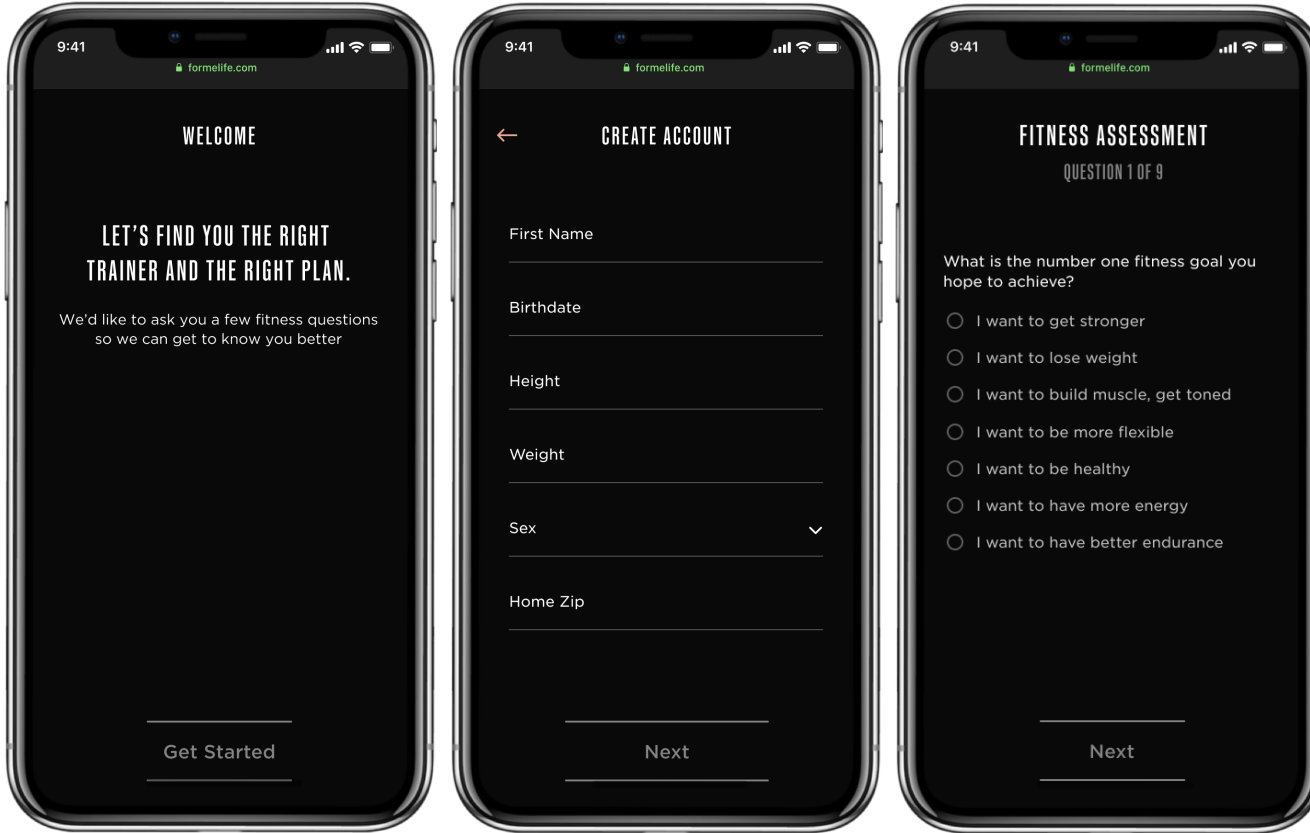 9:41
formelife.com
WELCOME
LET’S FIND YOU THE RIGHT
TRAINER AND THE RIGHT PLAN.
We’d like to ask you a few fitness questions
so we can get to know you better
Get Started
9:41
formelife.com
CREATE ACCOUNT
First Name
Birthdate
Height
Weight
Sex
Home Zip
Next
9:41
formelife.com
FITNESS ASSESSMENT
QUESTION 1 OF 9
What is the number one fitness goal you
hope to achieve?
I want to get stronger
I want to lose weight
I want to build muscle, get toned
I want to be more flexible
I want to be healthy
I want to have more energy
I want to have better endurance
Next